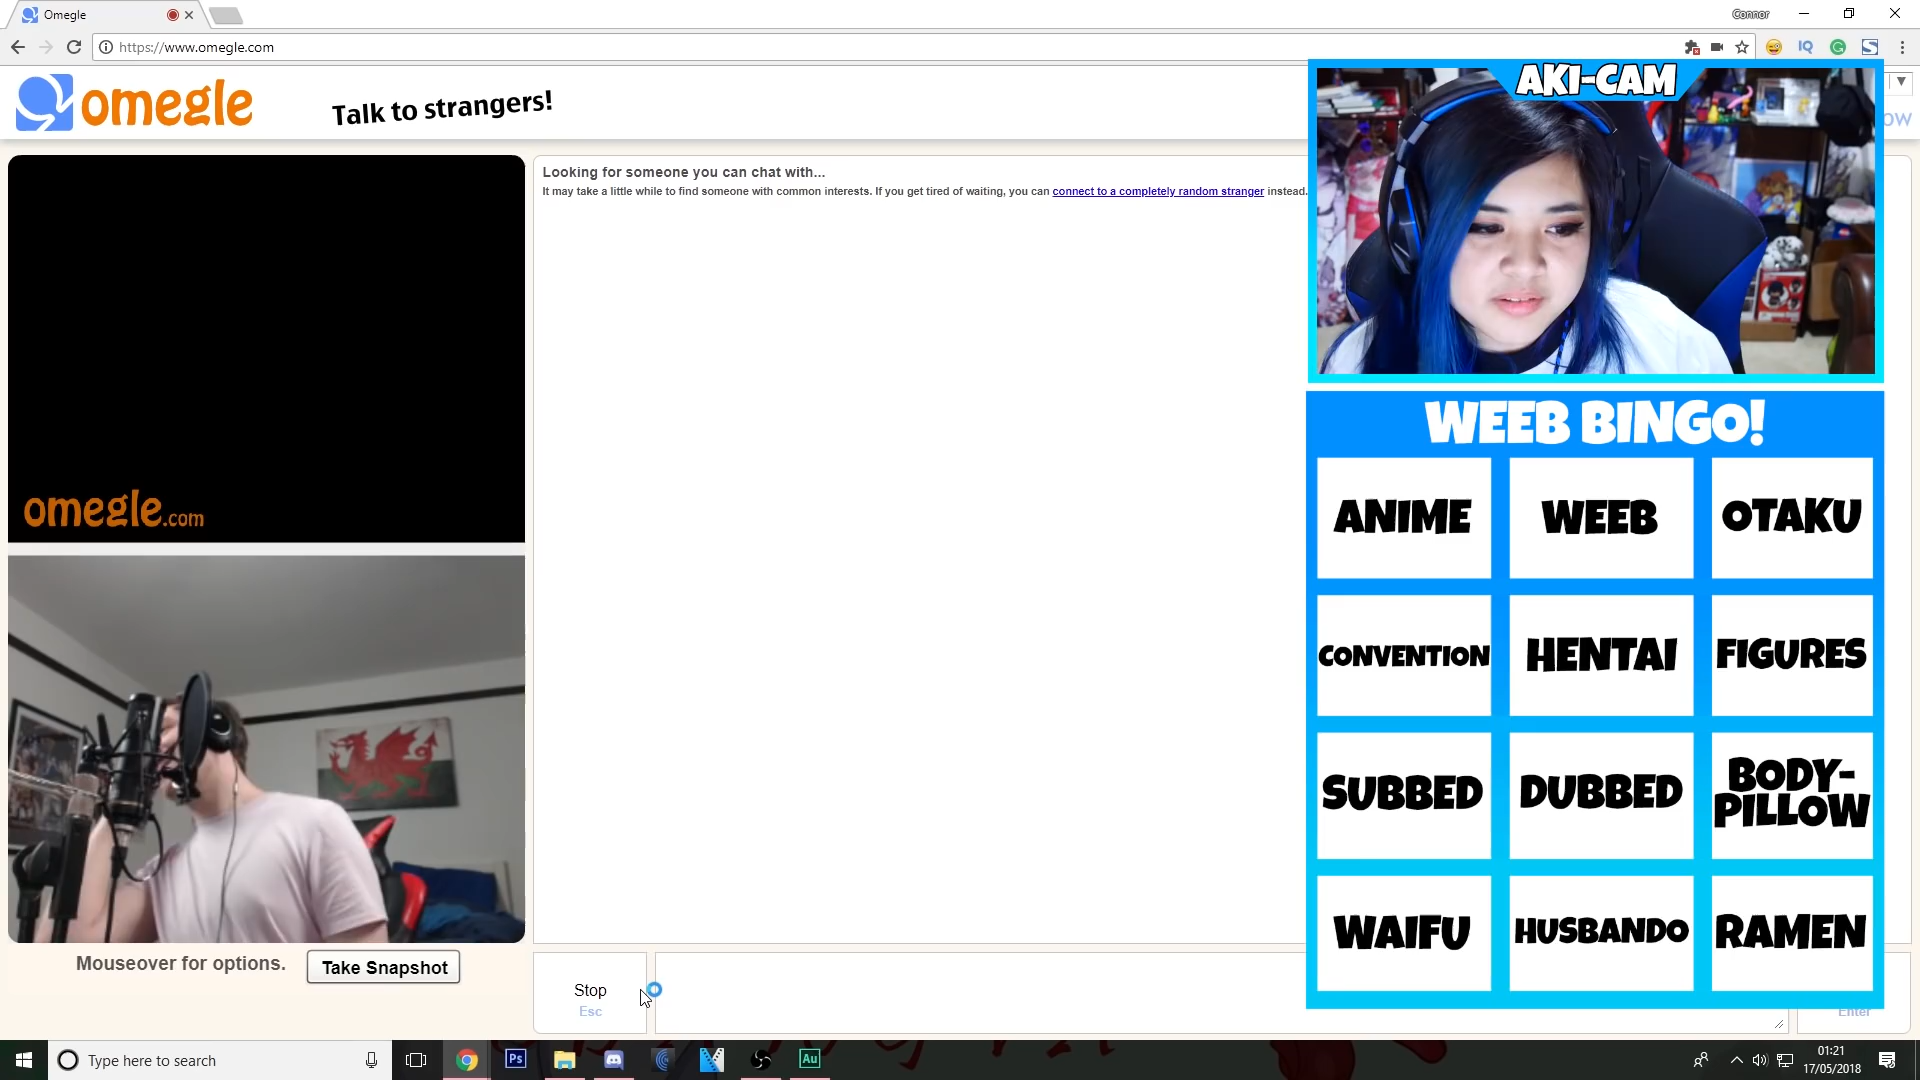 Omegle
Connor
https://www.omegle.com
IQ
omegle
Talk to strangers!
AKI-CAM
Looking for someone you can chat with...
It may take a little while to find someone with common interests. If you get tired of waiting, you can connect to a completely random stranger instead.
omegle.com
WEEB BINGO!
ANIME WEEB OTAKU
CONVENTION HENTAI FIGURES
SUBBED DUBBED BODY-
PILLOW
WAIFU HUSBANDO RAMEN
Mouseover for options.
Take Snapshot
Stop
Esc
Enter
Type here to search
Ps
Au
01:21
17/05/2018